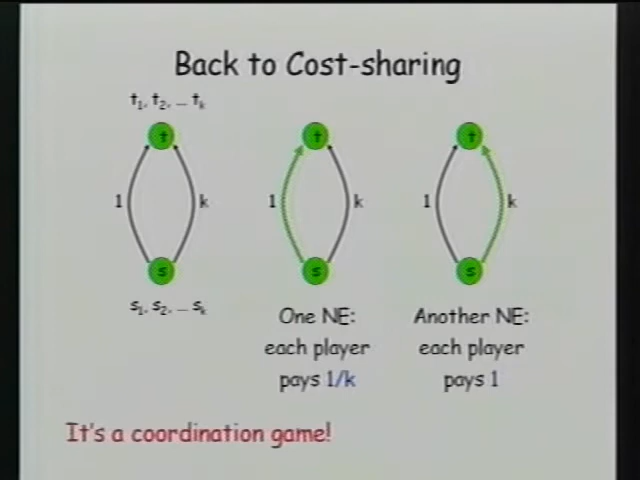 Back to Cost-sharing
t1, t2, … tk
t
t
t
1
k
1
k
1
k
s
s
s
s1, s2, … sk
One NE:
each player
pays 1/k
Another NE:
each player
pays 1
It's a coordination game!